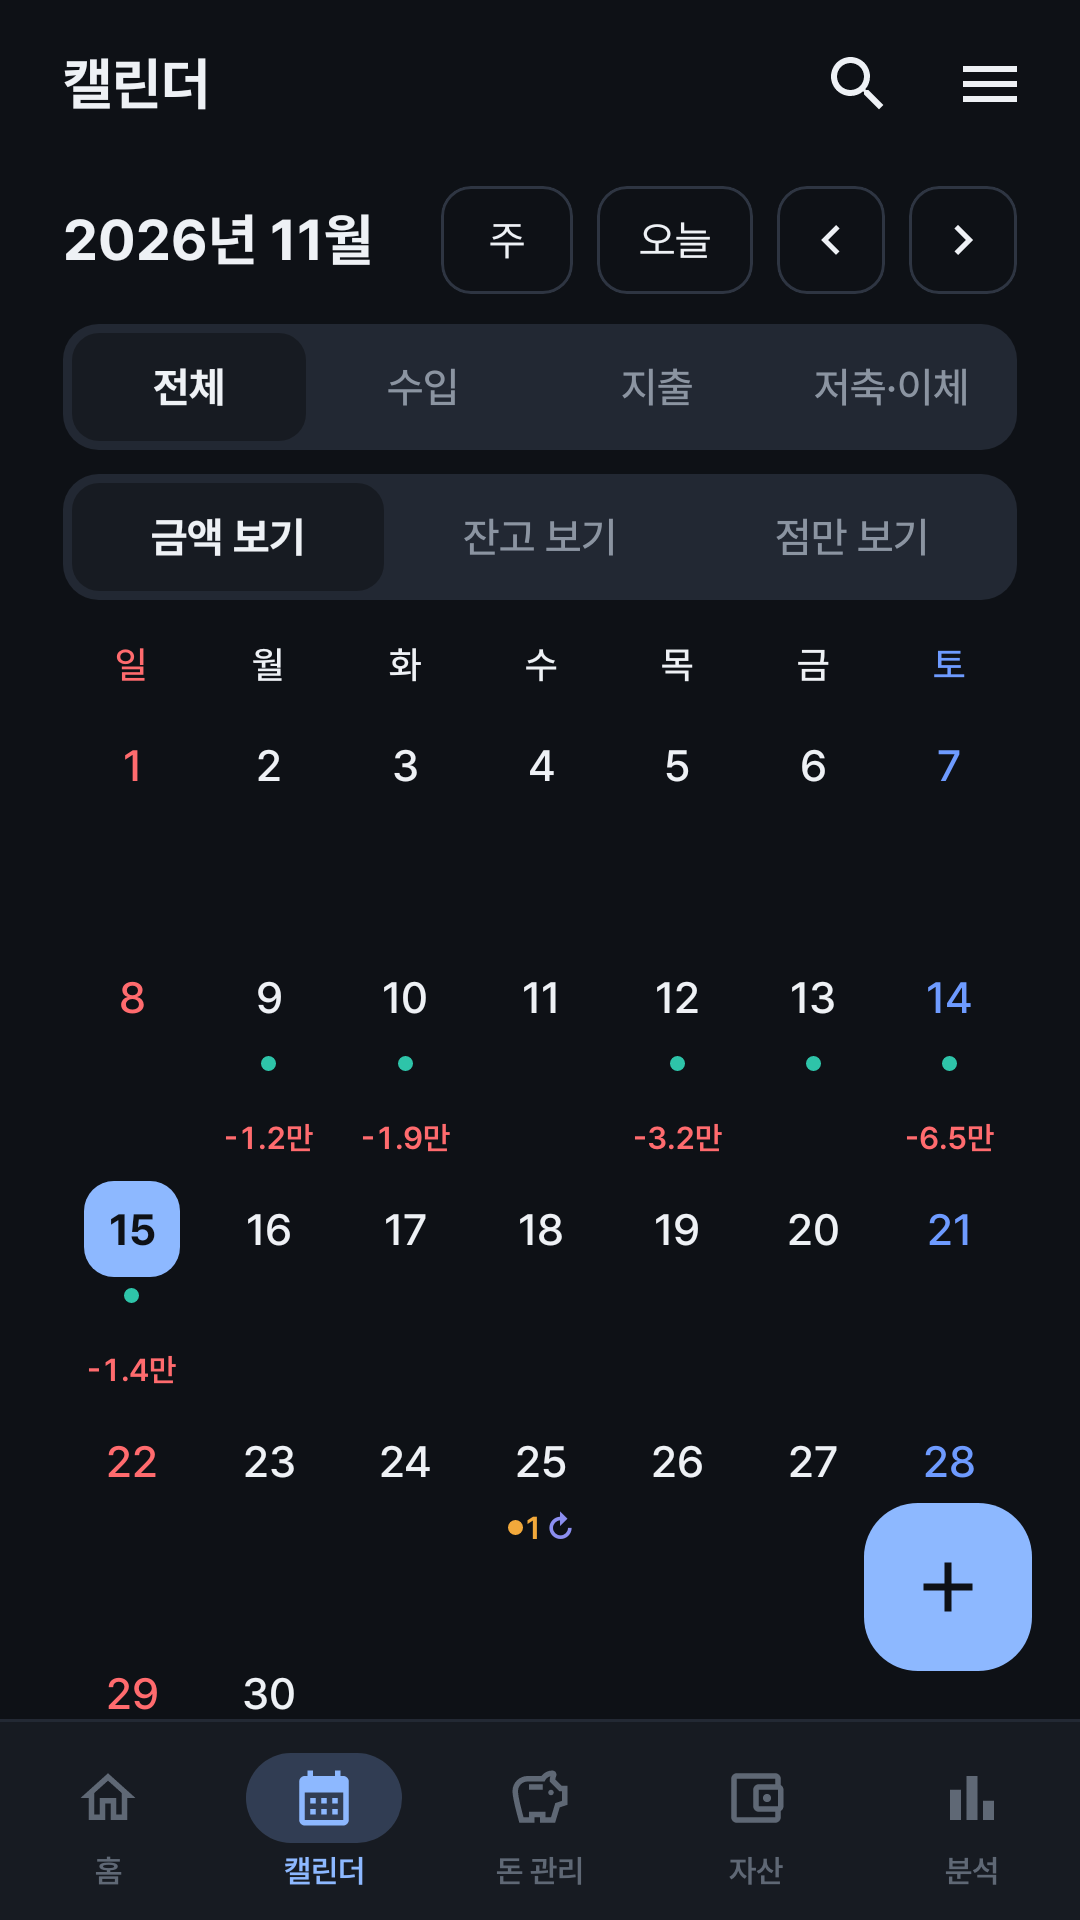 캘린더
2026년 11월 주 오늘
전체 수입 지출 저축·이체
금액 보기 잔고 보기 점만 보기
일 월 화 수 목 금 토
1 2 3 4 5 6 7
8 9 10 11 12 13 14
-1.2만 -1.9만 -3.2만 -6.5만
15 16 17 18 19 20 21
-1.4만
22 23 24 25 26 27 28
1
29 30
홈 캘린더 돈 관리 자산 분석